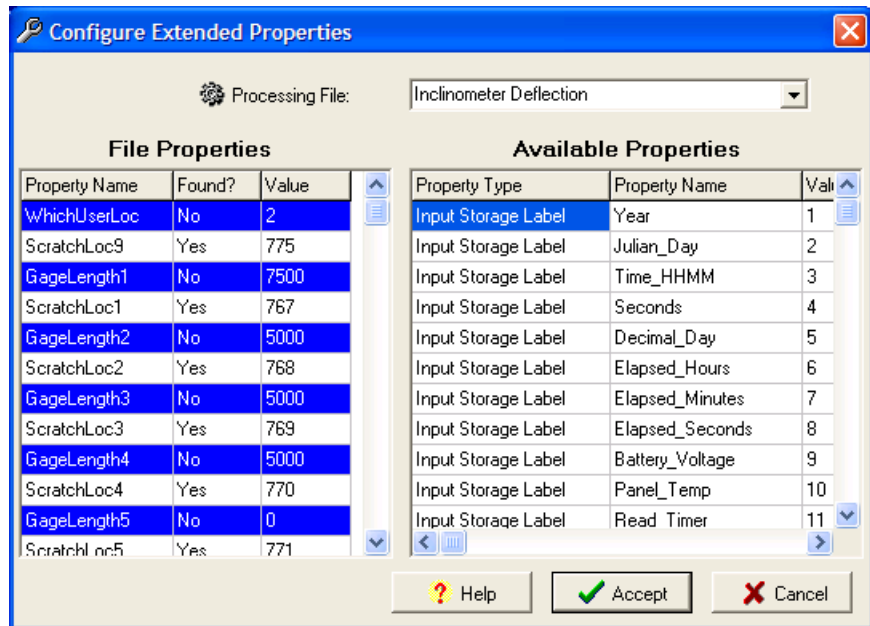 Configure Extended Properties
Processing File: Inclinometer Deflection
File Properties
Property Name Found? Value
WhichUserLoc No 2
ScratchLoc9 Yes 775
GageLength1 No 7500
ScratchLoc1 Yes 767
GageLength2 No 5000
ScratchLoc2 Yes 768
GageLength3 No 5000
ScratchLoc3 Yes 769
GageLength4 No 5000
ScratchLoc4 Yes 770
GageLength5 No 0
ScratchLoc5 Yes 771
Available Properties
Property Type Property Name Valu
Input Storage Label Year 1
Input Storage Label Julian_Day 2
Input Storage Label Time_HHMM 3
Input Storage Label Seconds 4
Input Storage Label Decimal_Day 5
Input Storage Label Elapsed_Hours 6
Input Storage Label Elapsed_Minutes 7
Input Storage Label Elapsed_Seconds 8
Input Storage Label Battery_Voltage 9
Input Storage Label Panel_Temp 10
Input Storage Label Read_Timer 11
? Help Accept Cancel